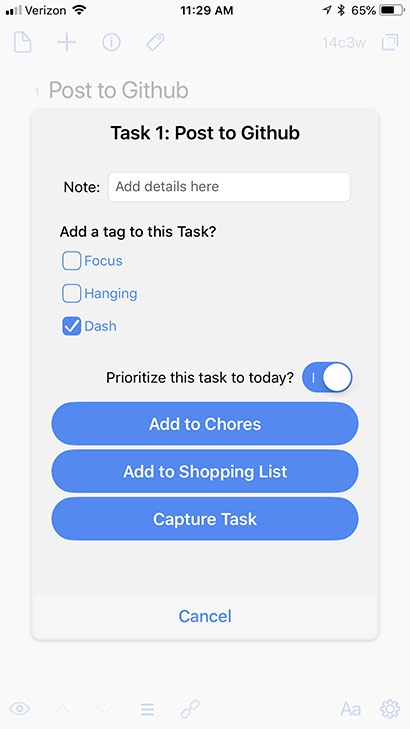 Verizon 11:29 AM 65%
14c3w
1 Post to Github
Task 1: Post to Github
Note: Add details here
Add a tag to this Task?
Focus
Hanging
Dash
Prioritize this task to today?
Add to Chores
Add to Shopping List
Capture Task
Cancel
Aa